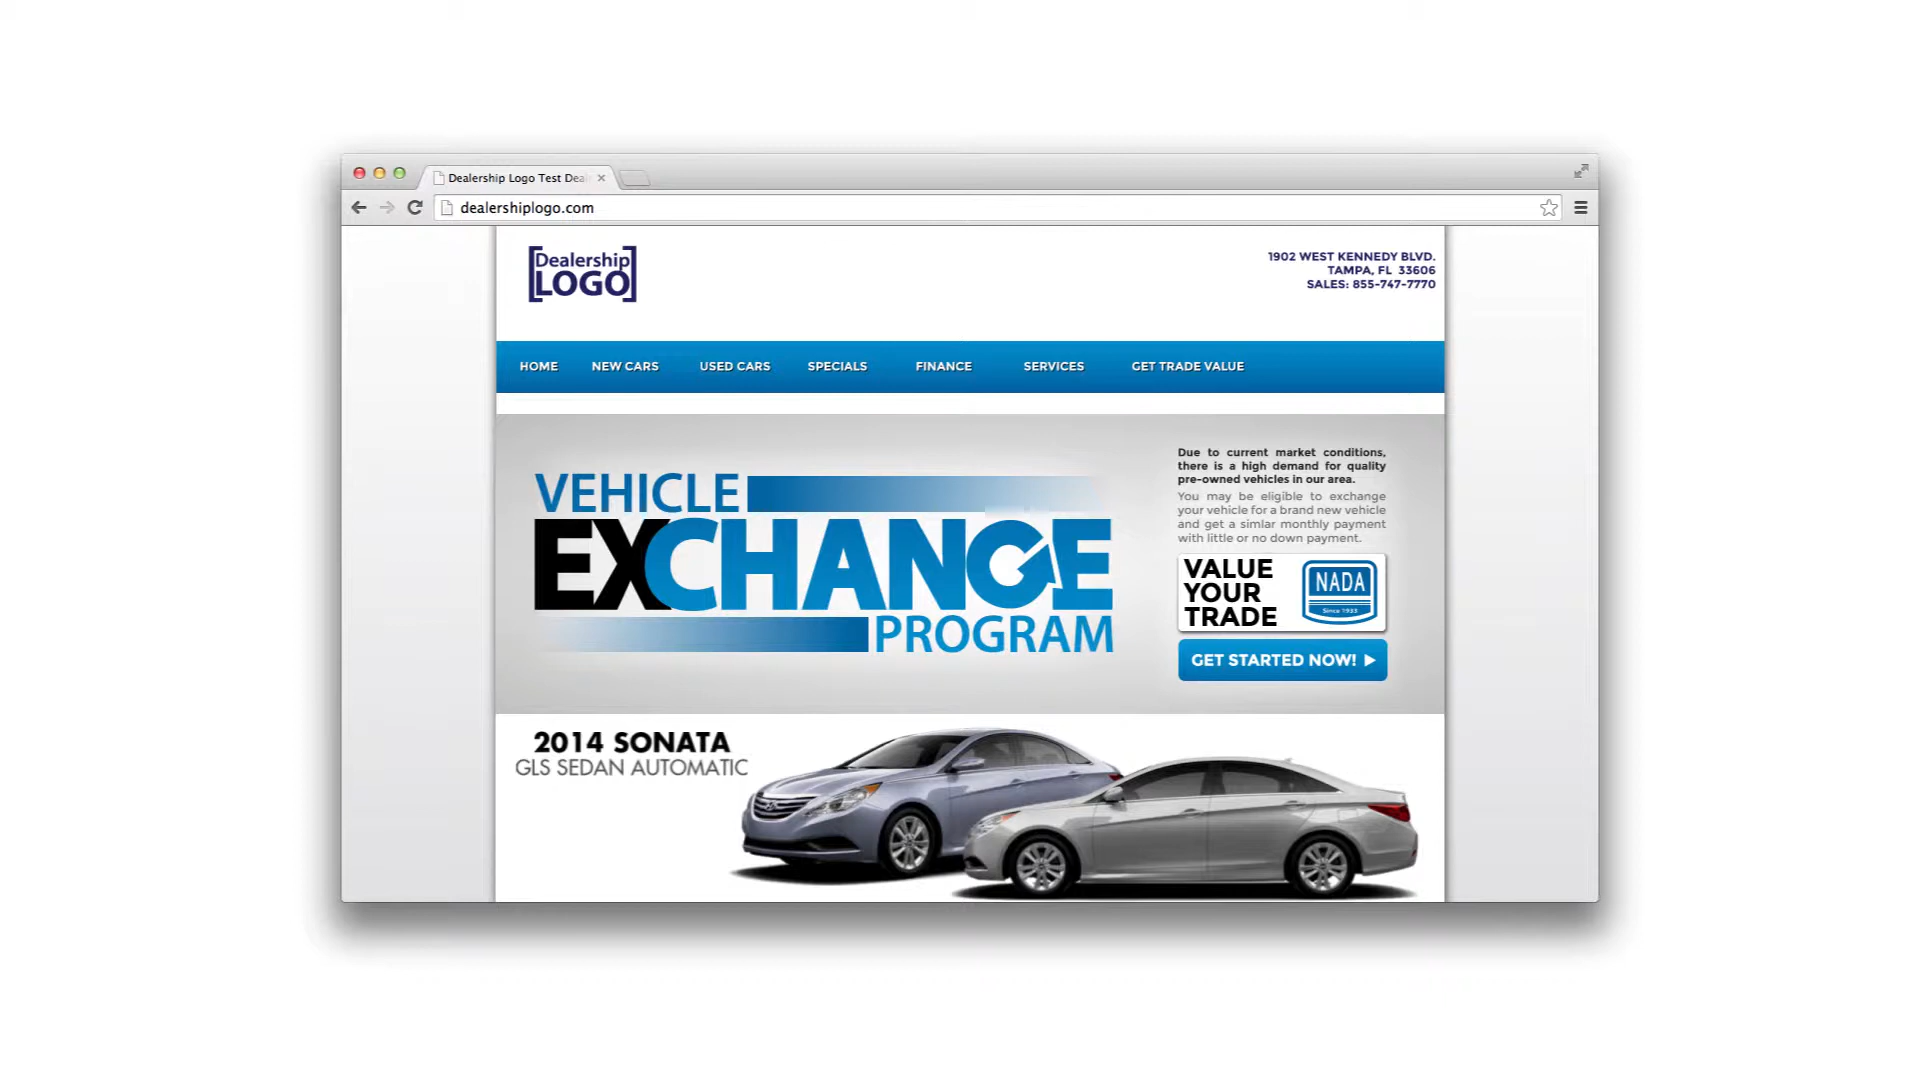 Dealership Logo Test Dea
dealershiplogo.com
Dealership
LOGO
1902 WEST KENNEDY BLVD.
TAMPA, FL 33606
SALES: 855-747-7770
HOME NEW CARS USED CARS SPECIALS FINANCE SERVICES GET TRADE VALUE
VEHICLE
EXCHANGE
PROGRAM
Due to current market conditions,
there is a high demand for quality
pre-owned vehicles in our area.
You may be eligible to exchange
your vehicle for a brand new vehicle
and get a simlar monthly payment
with little or no down payment.
VALUE
YOUR
TRADE
NADA
Since 1933
GET STARTED NOW!
2014 SONATA
GLS SEDAN AUTOMATIC